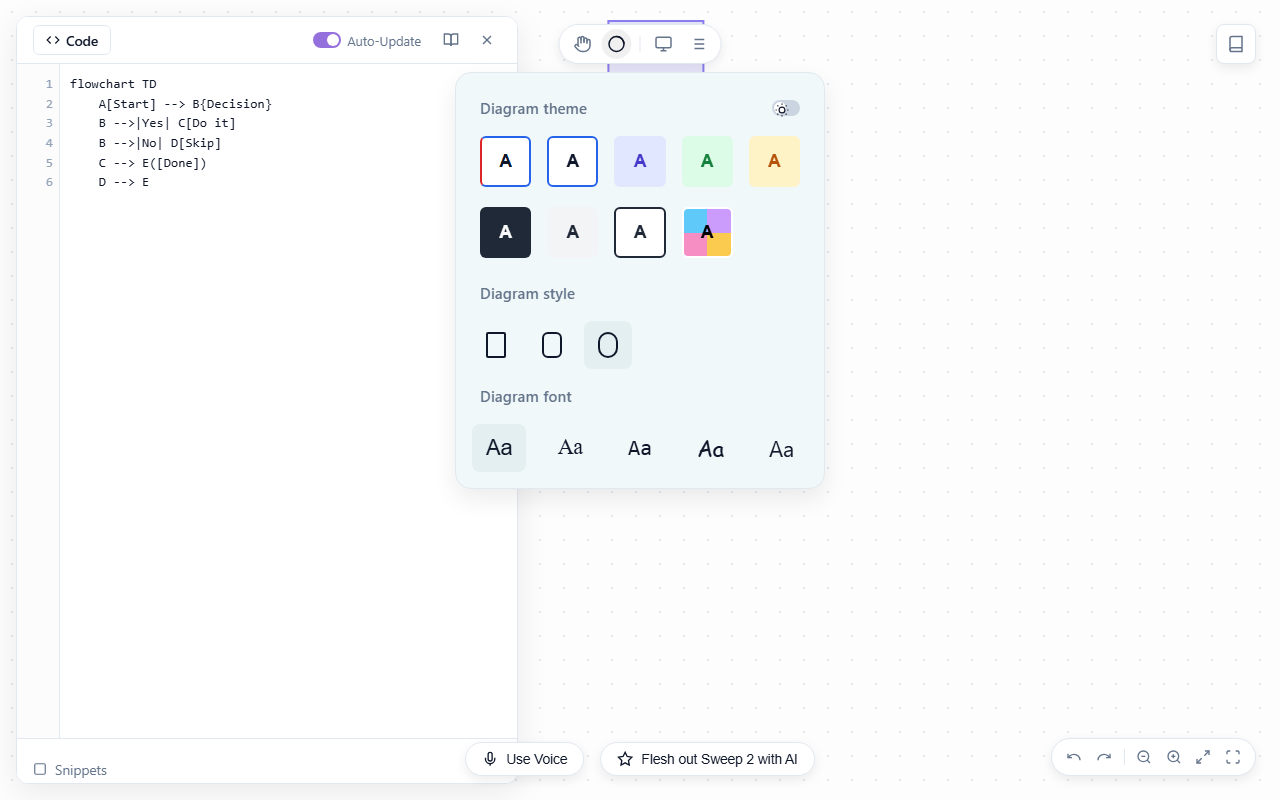 Code
Auto-Update
1 flowchart TD
2 A[Start] --> B{Decision}
3 B -->|Yes| C[Do it]
4 B -->|No| D[Skip]
5 C --> E([Done])
6 D --> E
Diagram theme
A A A A A
A A A A
Diagram style
Diagram font
Aa Aa Aa Aa Aa
Use Voice
Flesh out Sweep 2 with AI
Snippets